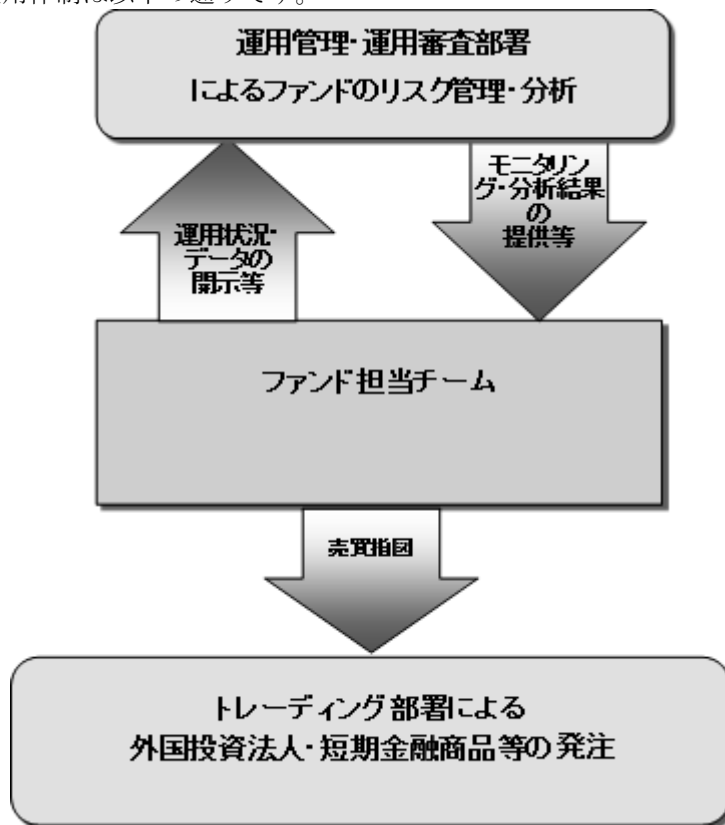 運用管理・運用審査部署
によるファンドのリスク管理・分析
モニタリン
グ・分析結果
の
提供等
運用状況・
データの
開示等
ファンド担当チーム
売買指図
トレーディング部署による
外国投資法人・短期金融商品等の発注